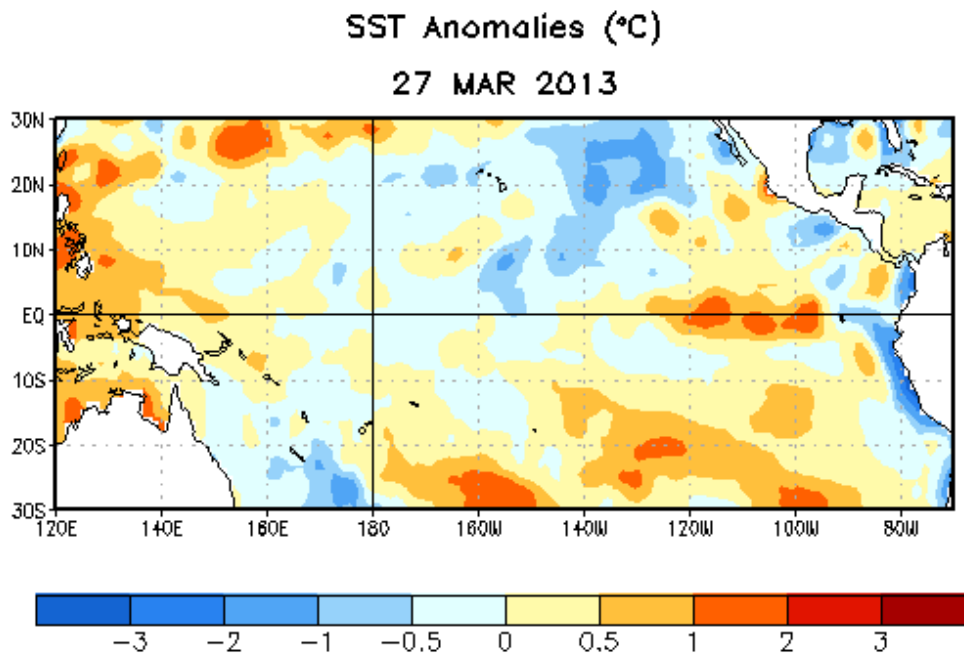 SST Anomalies (°C)
27 MAR 2013
30N
20N
10N
EQ
10S
20S
30S
120E 140E 160E 180 160W 140W 120W 100W 80W
−3 −2 −1 −0.5 0 0.5 1 2 3